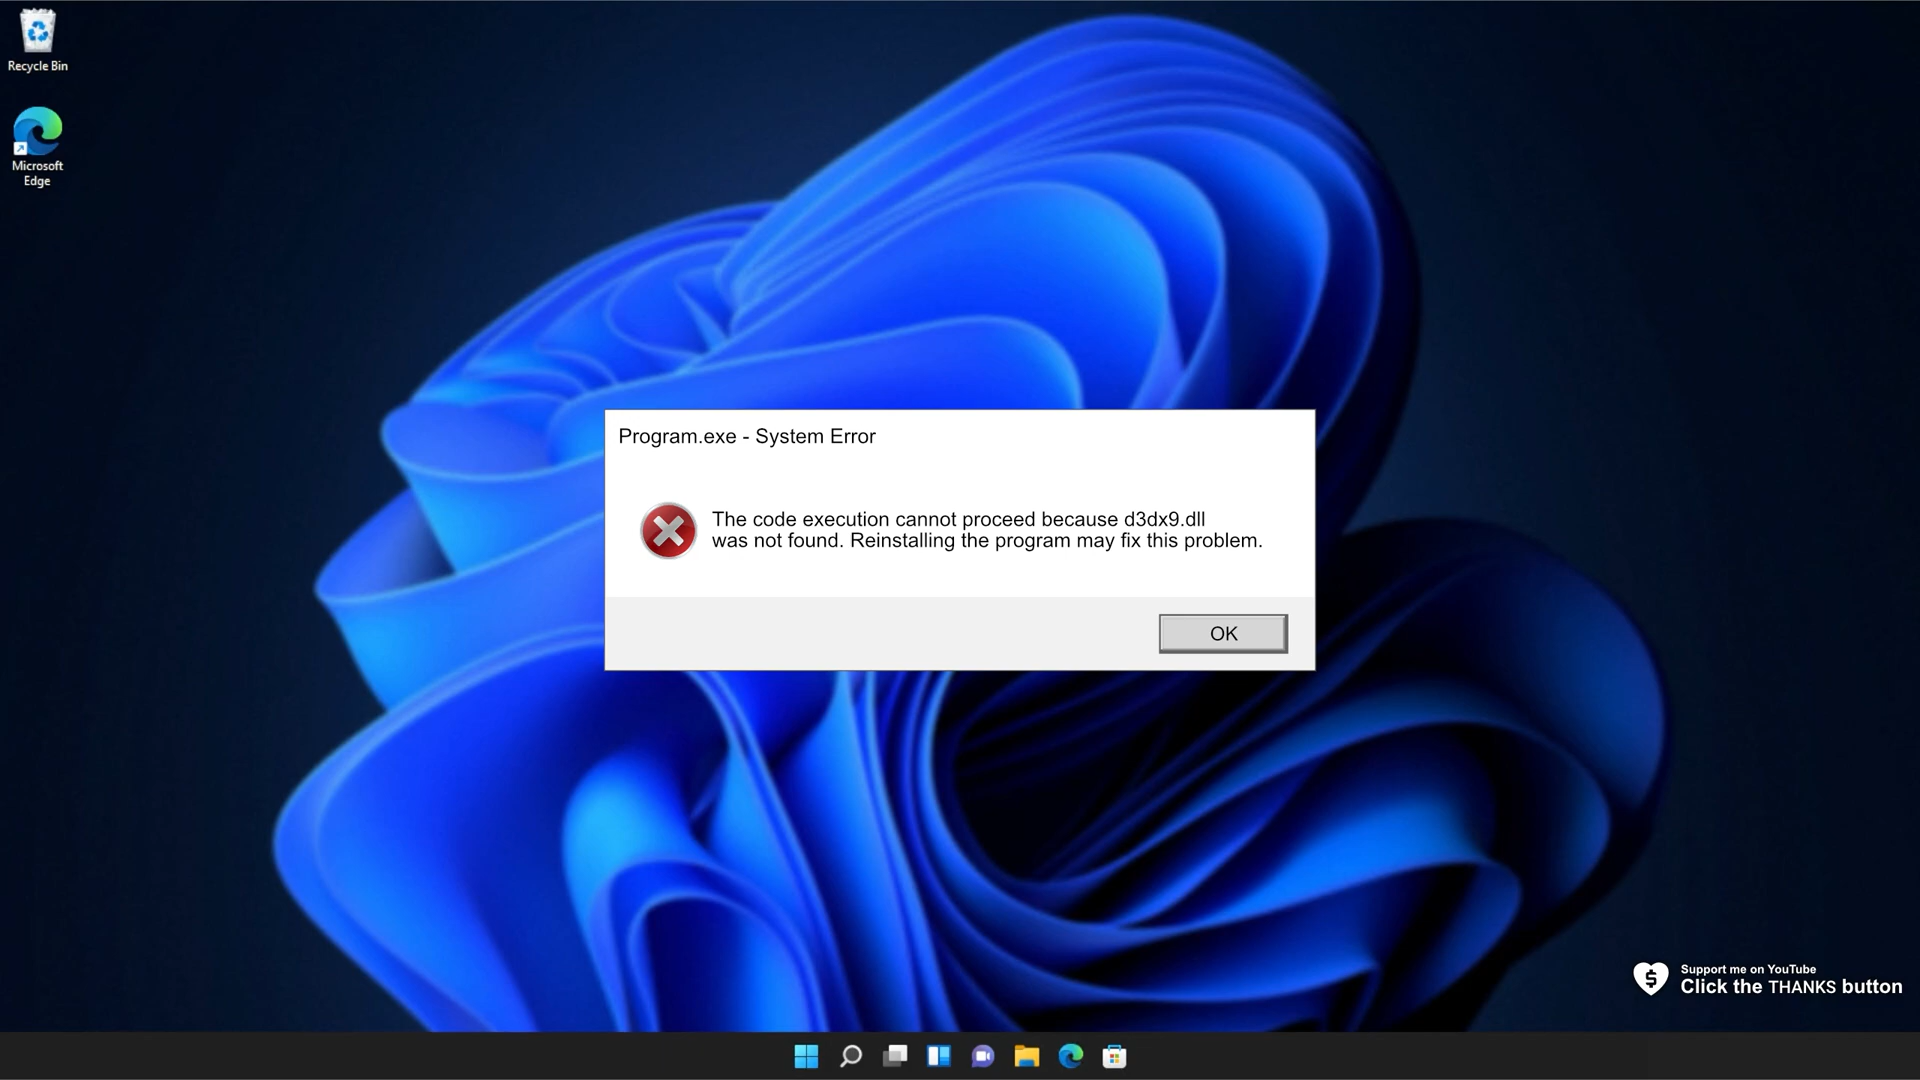 Recycle Bin
Microsoft
Edge
Program.exe - System Error
The code execution cannot proceed because d3dx9.dll
was not found. Reinstalling the program may fix this problem.
OK
Support me on YouTube
Click the THANKS button